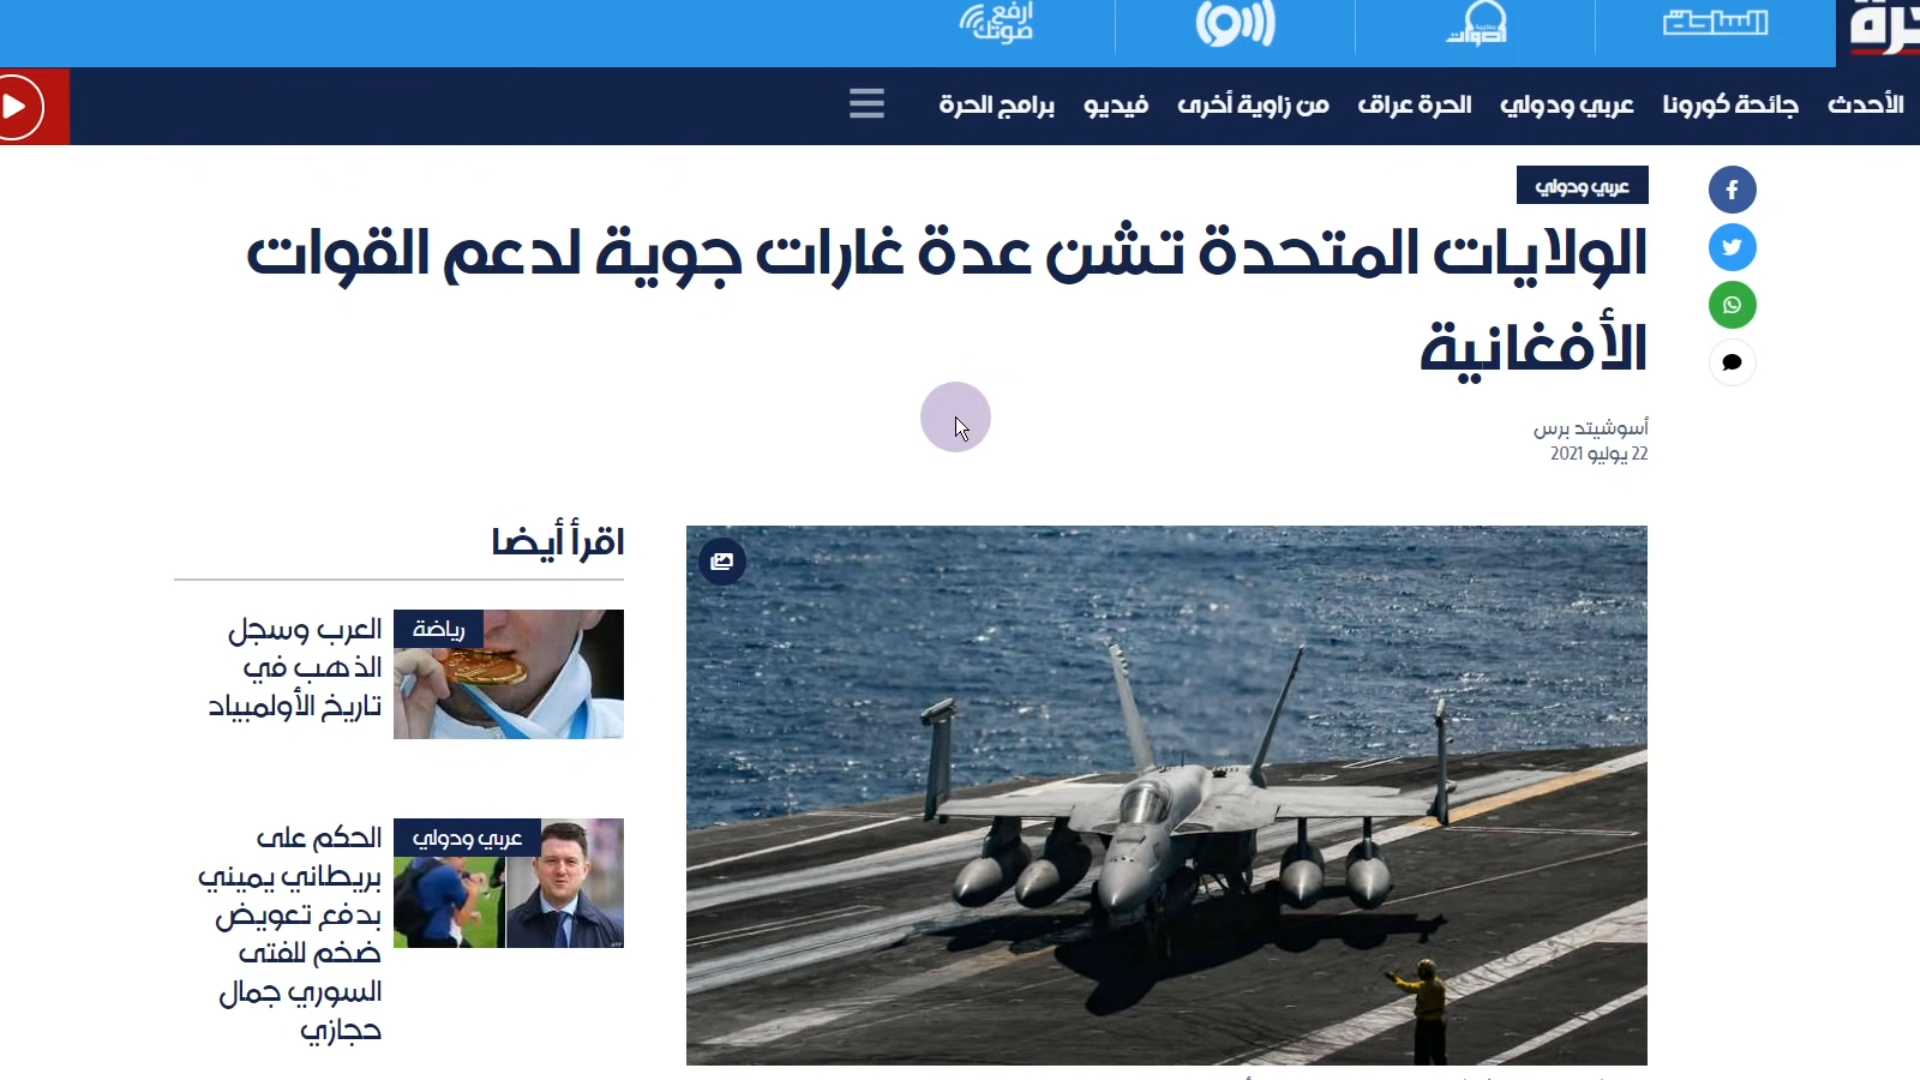 ارفع
صوتك
أصوات
الساحة
الأحدث
جائحة كورونا
عربي ودولي
الحرة عراق
من زاوية أخرى
فيديو
برامج الحرة
عربي ودولي
الولايات المتحدة تشن عدة غارات جوية لدعم القوات
الأفغانية
أسوشيتد برس
22 يوليو 2021
اقرأ أيضا
رياضة
العرب وسجل
الذهب في
تاريخ الأولمبياد
عربي ودولي
الحكم على
بريطاني يميني
بدفع تعويض
ضخم للفتى
السوري جمال
حجازي